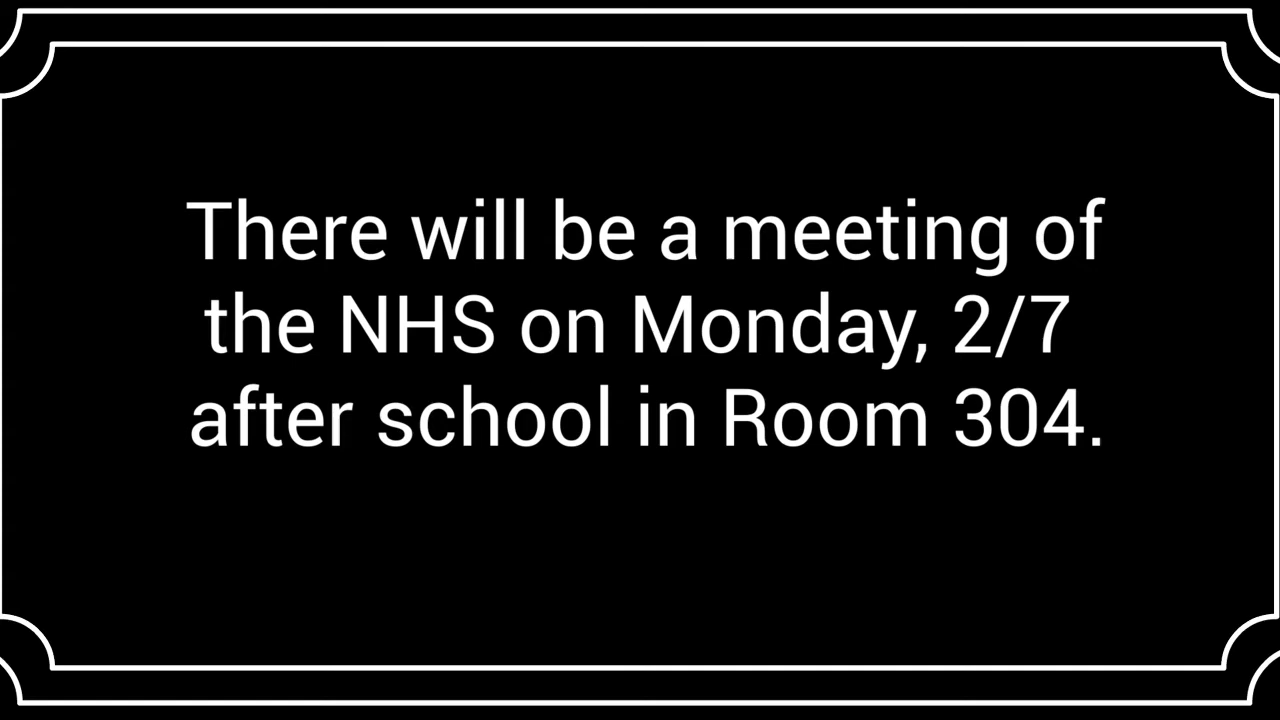 There will be a meeting of
the NHS on Monday, 2/7
after school in Room 304.